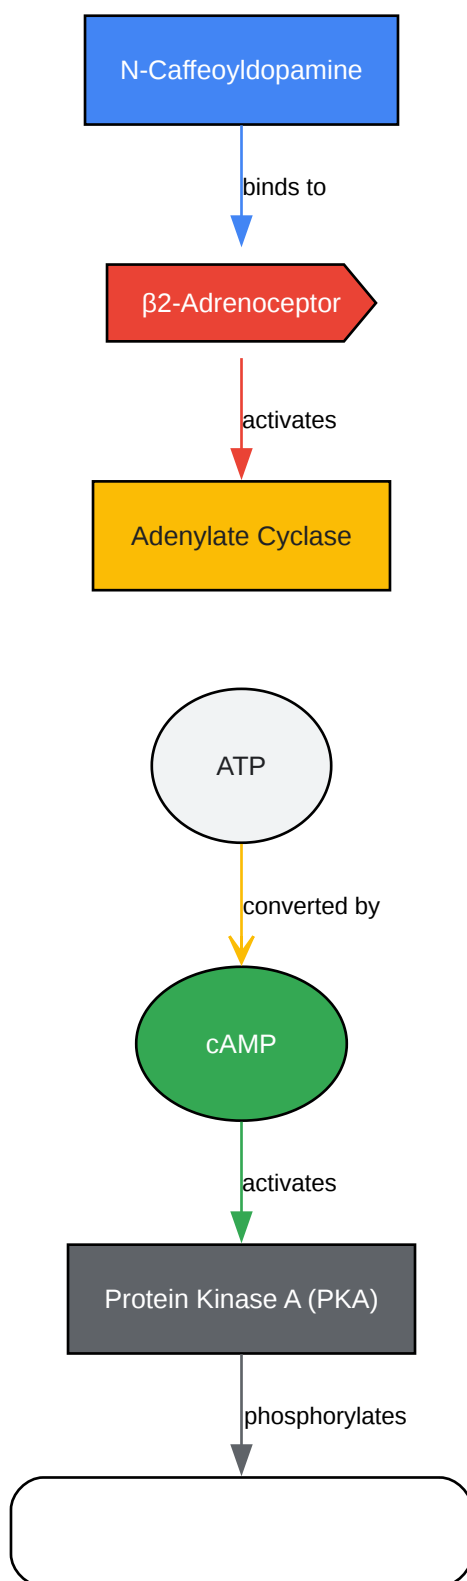 N-Caffeoyldopamine
binds to
β2-Adrenoceptor
activates
Adenylate Cyclase
ATP
converted by
cAMP
activates
Protein Kinase A (PKA)
phosphorylates